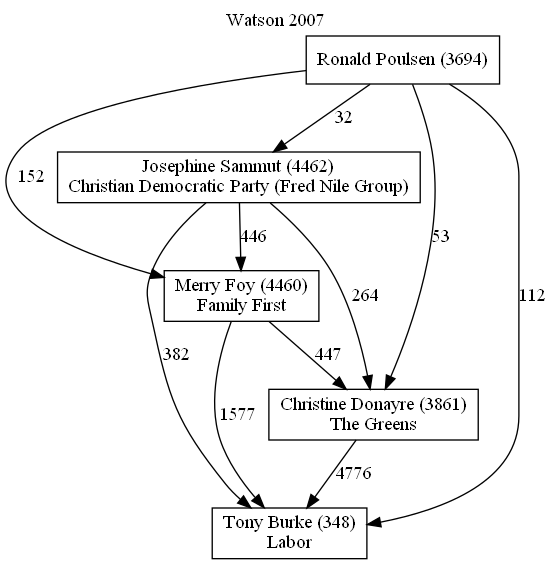 Watson 2007
Ronald Poulsen (3694)
32
Josephine Sammut (4462)
Christian Democratic Party (Fred Nile Group)
152
446
53
Merry Foy (4460)
Family First
264
112
382
447
Christine Donayre (3861)
The Greens
1577
4776
Tony Burke (348)
Labor